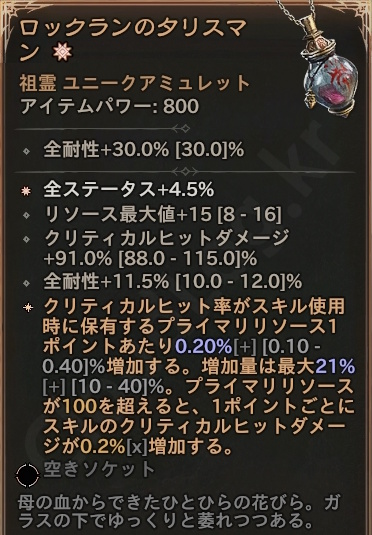 ロックランのタリスマ
ン
祖霊 ユニークアミュレット
アイテムパワー: 800
全耐性+30.0% [30.0]%
全ステータス+4.5%
リソース最大値+15 [8 - 16]
クリティカルヒットダメージ
+91.0% [88.0 - 115.0]%
全耐性+11.5% [10.0 - 12.0]%
クリティカルヒット率がスキル使用
時に保有するプライマリリソース1
ポイントあたり0.20%[+] [0.10 -
0.40]%増加する。増加量は最大21%
[+] [10 - 40]%。プライマリリソース
が100を超えると、1ポイントごとに
スキルのクリティカルヒットダメー
ジが0.2%[x]増加する。
空きソケット
母の血からできたひとひらの花びら。ガ
ラスの下でゆっくりと萎れつつある。